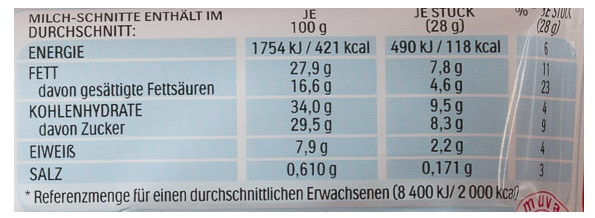 MILCH-SCHNITTE ENTHÄLT IM JE JE STÜCK % JE STÜCK
DURCHSCHNITT: 100 g (28 g) (28 g)
ENERGIE 1754 kJ / 421 kcal 490 kJ / 118 kcal 6
FETT 27,9 g 7,8 g 11
davon gesättigte Fettsäuren 16,6 g 4,6 g 23
KOHLENHYDRATE 34,0 g 9,5 g 4
davon Zucker 29,5 g 8,3 g 9
EIWEIß 7,9 g 2,2 g 4
SALZ 0,610 g 0,171 g 3
* Referenzmenge für einen durchschnittlichen Erwachsenen (8 400 kJ/ 2 000 kcal)
muva